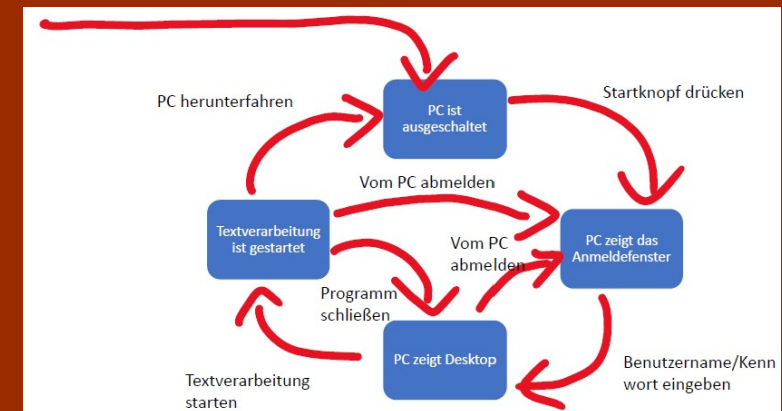 PC herunterfahren
PC ist
ausgeschaltet
Startknopf drücken
Vom PC abmelden
Textverarbeitung
ist gestartet
Vom PC
abmelden
PC zeigt das
Anmeldefenster
Programm
schließen
PC zeigt Desktop
Benutzername/Kenn
wort eingeben
Textverarbeitung
starten